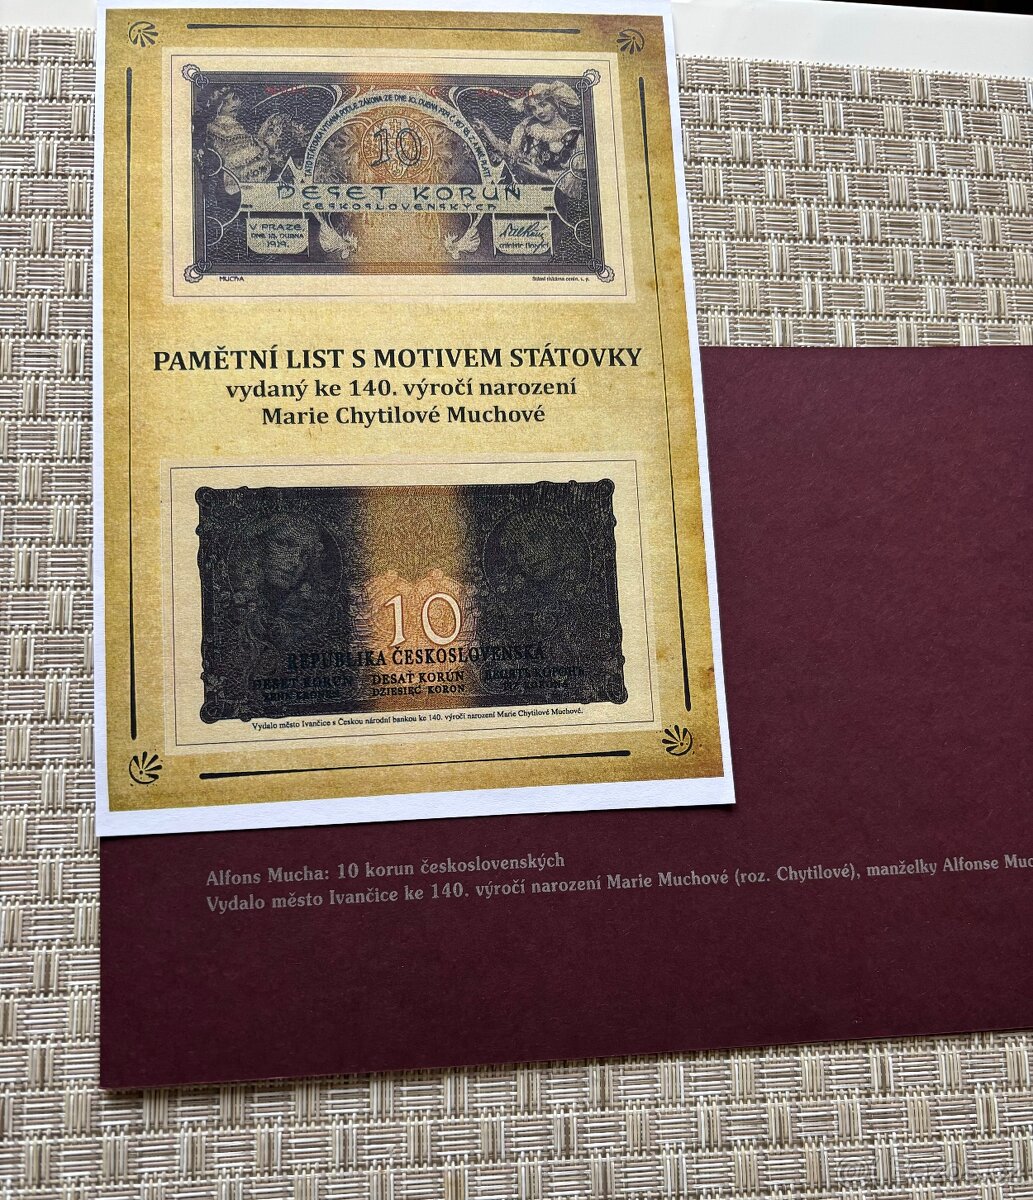 10
DESET KORUN
ČESKOSLOVENSKÝCH
V PRAZE,
DNE 15. DUBNA
1919.
MUCHA
PAMĚTNÍ LIST S MOTIVEM STÁTOVKY
vydaný ke 140. výročí narození
Marie Chytilové Muchové
10
REPUBLIKA ČESKOSLOVENSKÁ
DESET KORUN DESAŤ KORÚN
DZIESIĘĆ KORON
Vydalo město Ivančice s Českou národní bankou ke 140. výročí narození Marie Chytilové Muchové.
Alfons Mucha: 10 korun československých
Vydalo město Ivančice ke 140. výročí narození Marie Muchové (roz. Chytilové), manželky Alfonse Muc